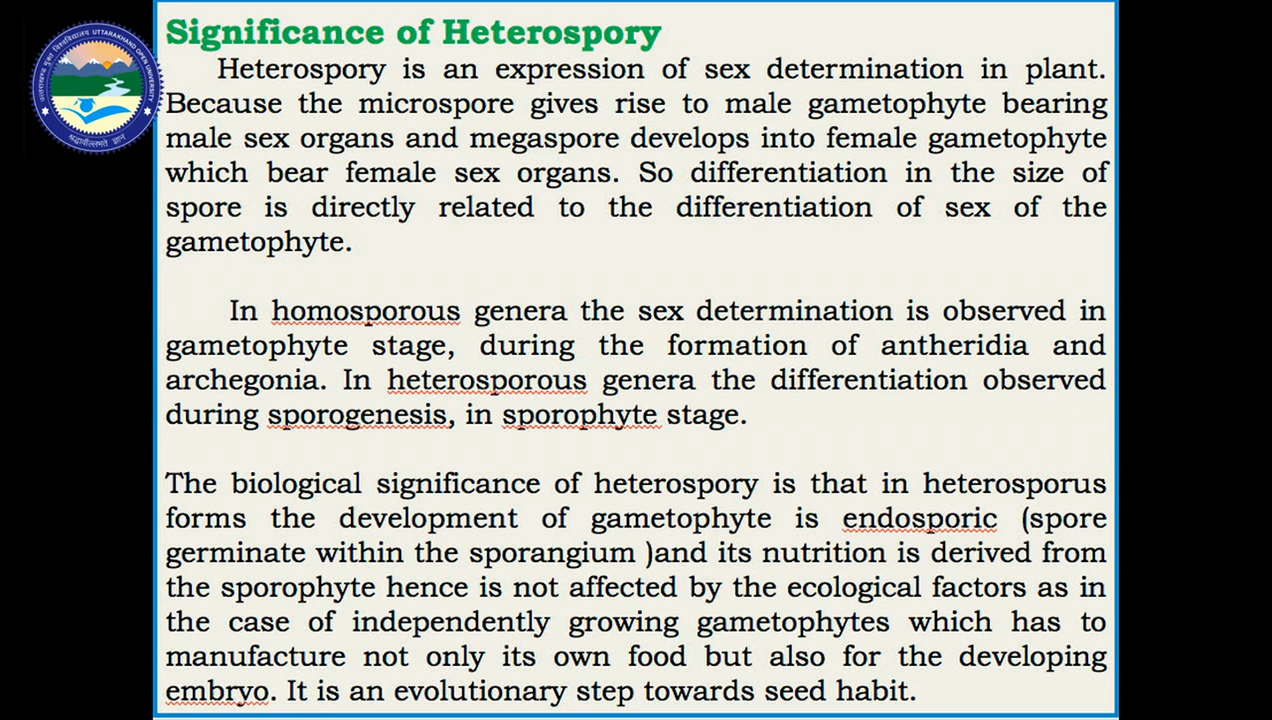 Significance of Heterospory
Heterospory is an expression of sex determination in plant.
Because the microspore gives rise to male gametophyte bearing
male sex organs and megaspore develops into female gametophyte
which bear female sex organs. So differentiation in the size of
spore is directly related to the differentiation of sex of the
gametophyte.
In homosporous genera the sex determination is observed in
gametophyte stage, during the formation of antheridia and
archegonia. In heterosporous genera the differentiation observed
during sporogenesis, in sporophyte stage.
The biological significance of heterospory is that in heterosporus
forms the development of gametophyte is endosporic (spore
germinate within the sporangium )and its nutrition is derived from
the sporophyte hence is not affected by the ecological factors as in
the case of independently growing gametophytes which has to
manufacture not only its own food but also for the developing
embryo. It is an evolutionary step towards seed habit.
UTTARAKHAND OPEN UNIVERSITY